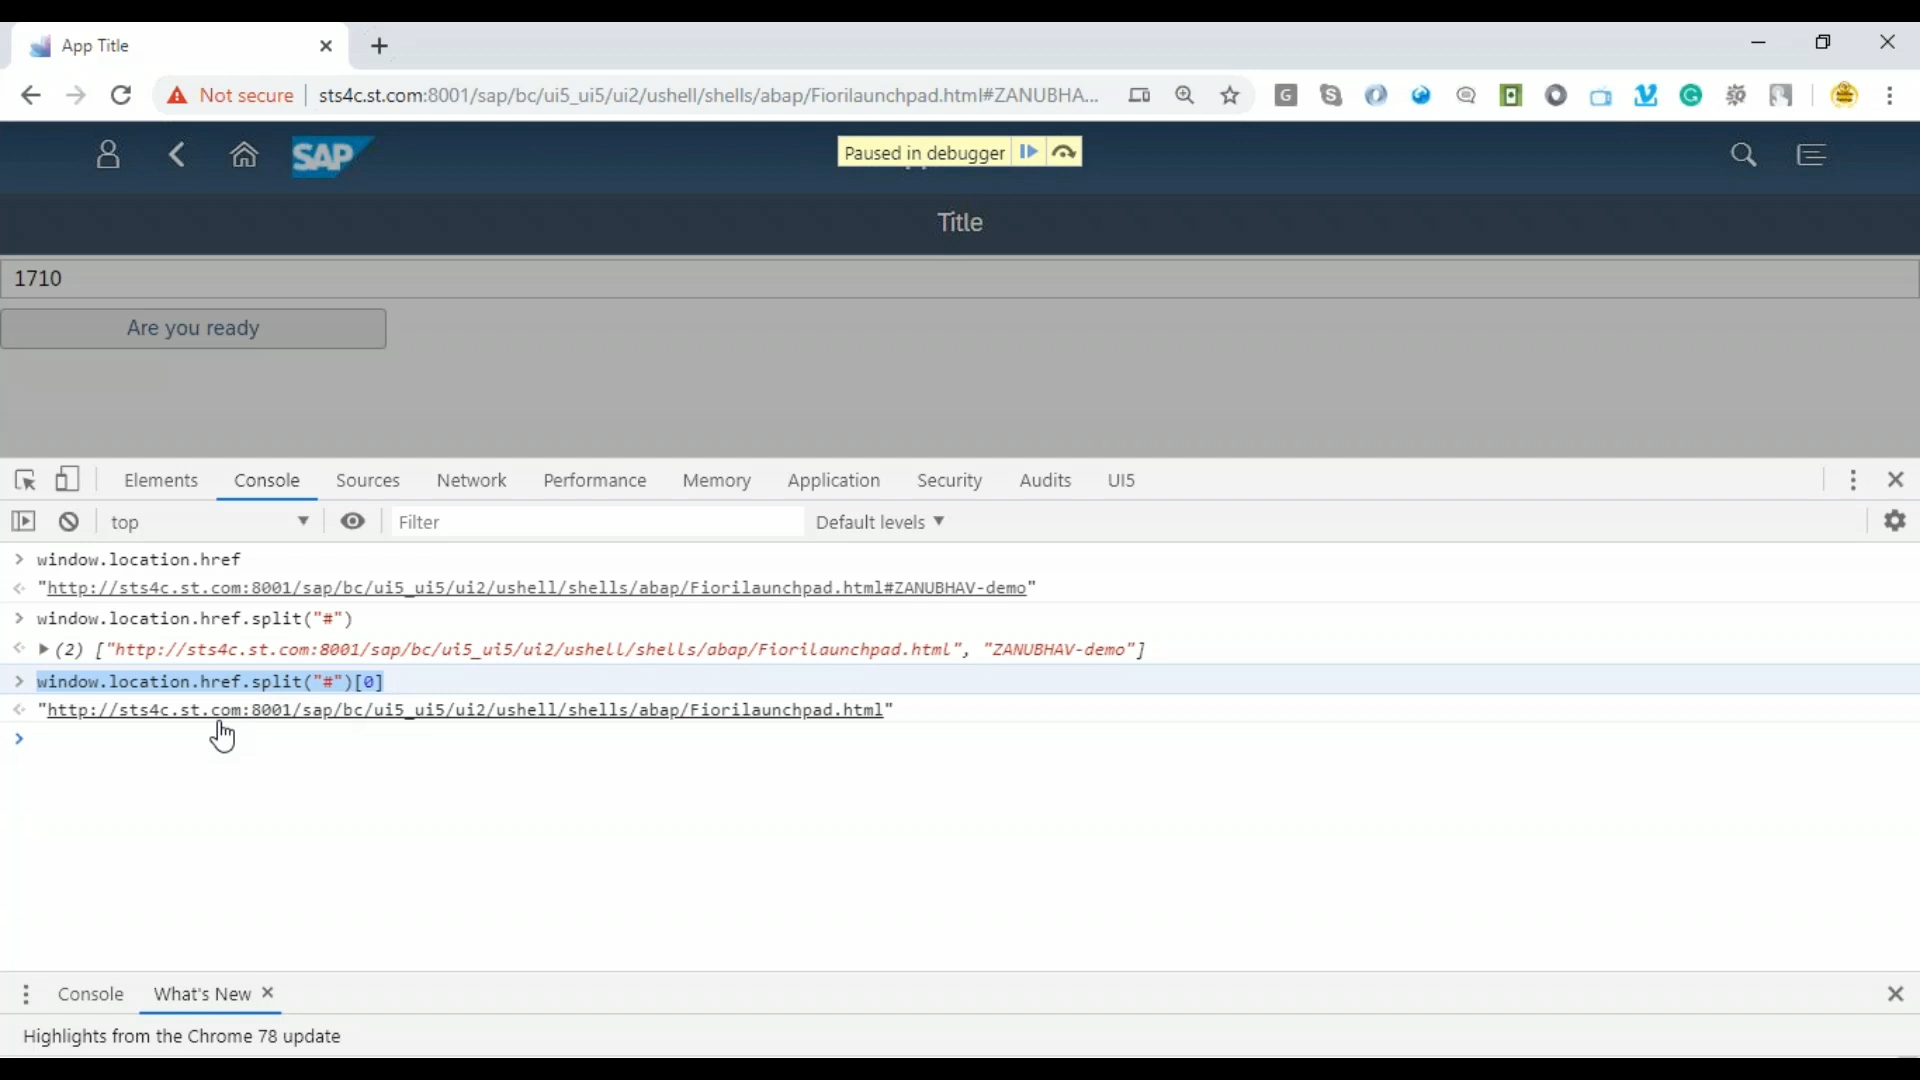 App Title
Not secure
sts4c.st.com:8001/sap/bc/ui5_ui5/ui2/ushell/shells/abap/Fiorilaunchpad.html#ZANUBHA...
SAP
Paused in debugger
Title
1710
Are you ready
Elements Console Sources Network Performance Memory Application Security Audits UI5
top Filter Default levels
> window.location.href
"http://sts4c.st.com:8001/sap/bc/ui5_ui5/ui2/ushell/shells/abap/Fiorilaunchpad.html#ZANUBHAV-demo"
> window.location.href.split("#")
(2) ["http://sts4c.st.com:8001/sap/bc/ui5_ui5/ui2/ushell/shells/abap/Fiorilaunchpad.html", "ZANUBHAV-demo"]
> window.location.href.split("#")[0]
"http://sts4c.st.com:8001/sap/bc/ui5_ui5/ui2/ushell/shells/abap/Fiorilaunchpad.html"
>
Console What's New
Highlights from the Chrome 78 update